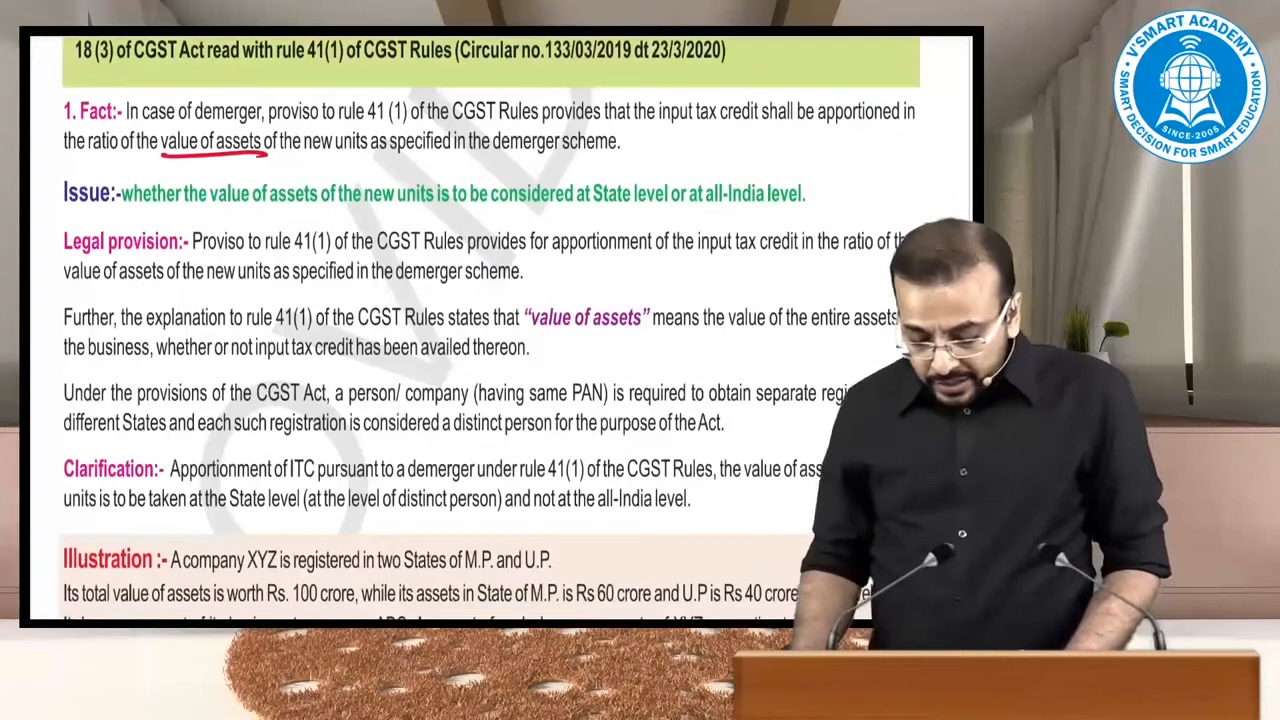 18 (3) of CGST Act read with rule 41(1) of CGST Rules (Circular no.133/03/2019 dt 23/3/2020)
1. Fact:- In case of demerger, proviso to rule 41 (1) of the CGST Rules provides that the input tax credit shall be apportioned in
the ratio of the value of assets of the new units as specified in the demerger scheme.
Issue:-whether the value of assets of the new units is to be considered at State level or at all-India level.
Legal provision:- Proviso to rule 41(1) of the CGST Rules provides for apportionment of the input tax credit in the ratio of
value of assets of the new units as specified in the demerger scheme.
Further, the explanation to rule 41(1) of the CGST Rules states that “value of assets” means the value of the entire assets
the business, whether or not input tax credit has been availed thereon.
Under the provisions of the CGST Act, a person/ company (having same PAN) is required to obtain separate
different States and each such registration is considered a distinct person for the purpose of the Act.
Clarification:- Apportionment of ITC pursuant to a demerger under rule 41(1) of the CGST Rules, the value of
units is to be taken at the State level (at the level of distinct person) and not at the all-India level.
Illustration :- A company XYZ is registered in two States of M.P. and U.P.
Its total value of assets is worth Rs. 100 crore, while its assets in State of M.P. is Rs 60 crore and U.P is Rs 40 crore
V'SMART ACADEMY
SINCE-2005
SMART DECISION FOR SMART EDUCATION